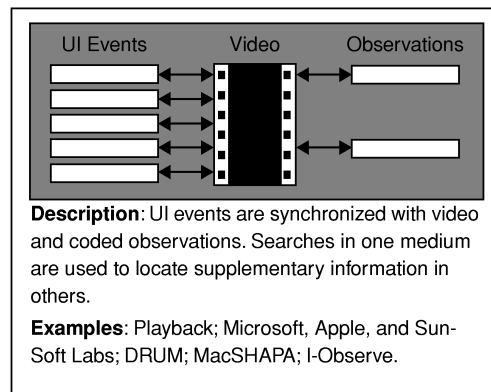 UI Events Video Observations
Description: UI events are synchronized with video
and coded observations. Searches in one medium
are used to locate supplementary information in
others.
Examples: Playback; Microsoft, Apple, and Sun-
Soft Labs; DRUM; MacSHAPA; I-Observe.